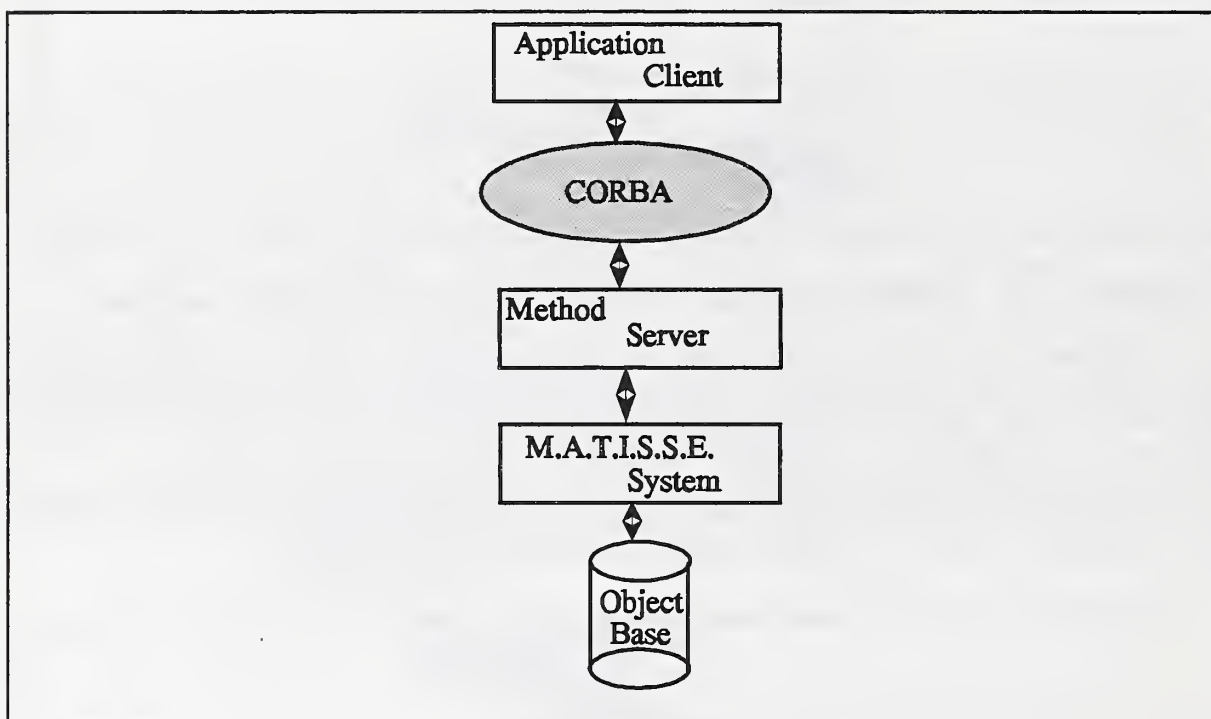 Application
Client
CORBA
Method
Server
M.A.T.I.S.S.E.
System
Object
Base